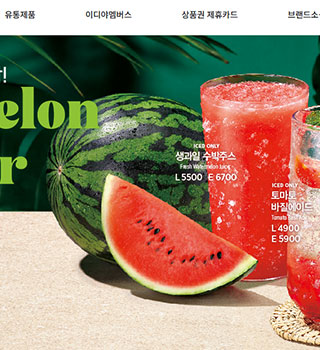 유통제품 이디야멤버스 상품권 제휴카드 브랜드소
!
elon
r
ICED ONLY
생과일 수박주스
Fresh Watermelon Juice
L 5500 E 6700
ICED ONLY
토마토
바질에이드
L 4900
E 5900